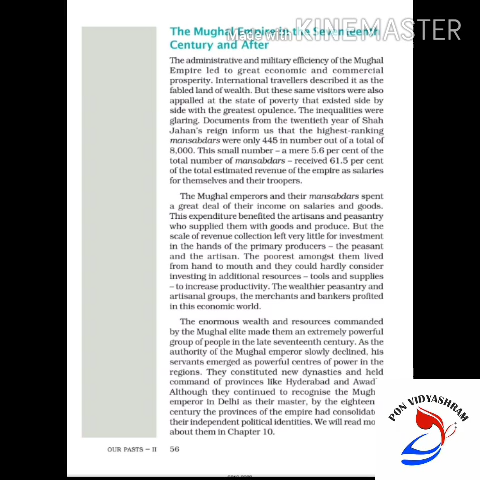 Made with KINEMASTER
The Mughal Empire in the Seventeenth
Century and After
The administrative and military efficiency of the Mughal
Empire led to great economic and commercial
prosperity. International travellers described it as the
fabled land of wealth. But these same visitors were also
appalled at the state of poverty that existed side by
side with the greatest opulence. The inequalities were
glaring. Documents from the twentieth year of Shah
Jahan's reign inform us that the highest-ranking
mansabdars were only 445 in number out of a total of
8,000. This small number – a mere 5.6 per cent of the
total number of mansabdars – received 61.5 per cent
of the total estimated revenue of the empire as salaries
for themselves and their troopers.
The Mughal emperors and their mansabdars spent
a great deal of their income on salaries and goods.
This expenditure benefited the artisans and peasantry
who supplied them with goods and produce. But the
scale of revenue collection left very little for investment
in the hands of the primary producers – the peasant
and the artisan. The poorest amongst them lived
from hand to mouth and they could hardly consider
investing in additional resources – tools and supplies
– to increase productivity. The wealthier peasantry and
artisanal groups, the merchants and bankers profited
in this economic world.
The enormous wealth and resources commanded
by the Mughal elite made them an extremely powerful
group of people in the late seventeenth century. As the
authority of the Mughal emperor slowly declined, his
servants emerged as powerful centres of power in the
regions. They constituted new dynasties and held
command of provinces like Hyderabad and Awad
Although they continued to recognise the Mugh
emperor in Delhi as their master, by the eighteen
century the provinces of the empire had consolidate
their independent political identities. We will read mo
about them in Chapter 10.
OUR PASTS – II 56
PON VIDYASHRAM